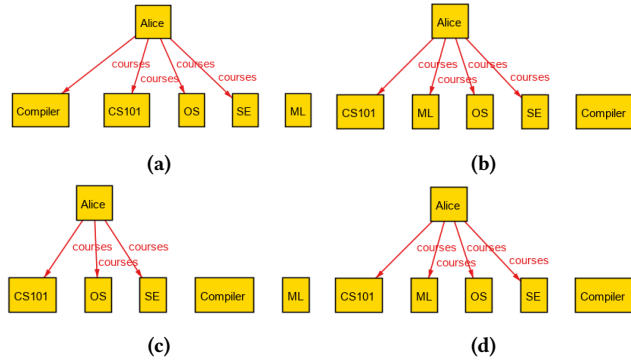 Alice
courses
courses
courses
courses
Compiler
CS101
OS
SE
ML
(a)
Alice
courses
courses
courses
courses
CS101
ML
OS
SE
Compiler
(b)
Alice
courses
courses
courses
CS101
OS
SE
Compiler
ML
(c)
Alice
courses
courses
courses
courses
CS101
ML
OS
SE
Compiler
(d)